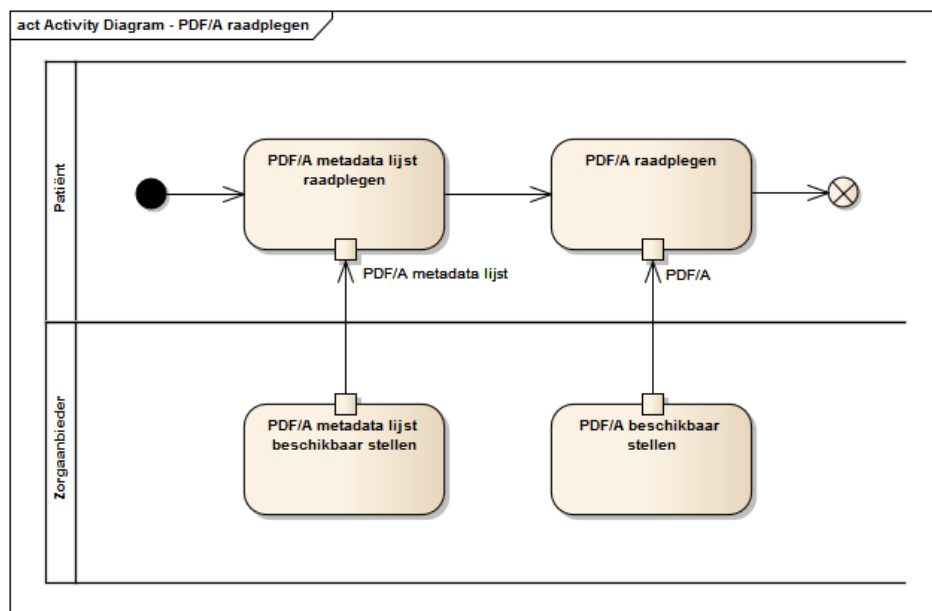 act Activity Diagram - PDF/A raadplegen
Patiënt
PDF/A metadata lijst
raadplegen
PDF/A raadplegen
PDF/A metadata lijst
PDF/A
Zorgaanbieder
PDF/A metadata lijst
beschikbaar stellen
PDF/A beschikbaar
stellen